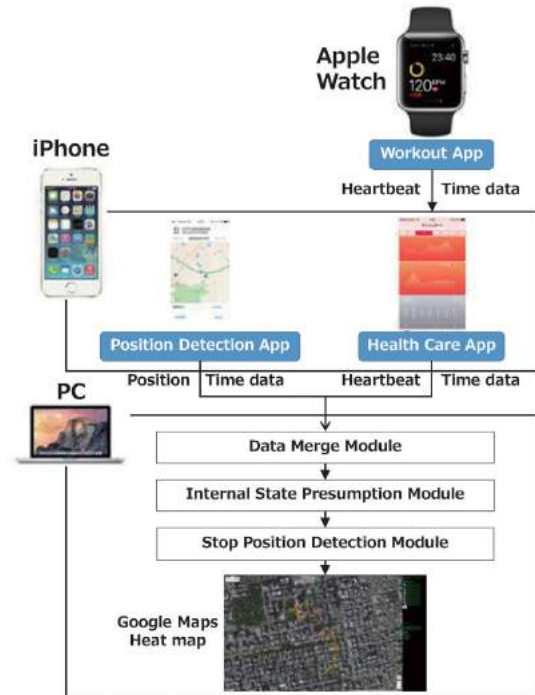 Apple
Watch
23:40
120BPM
iPhone
Workout App
Heartbeat Time data
Position Detection App
Health Care App
Position Time data
Heartbeat Time data
PC
Data Merge Module
Internal State Presumption Module
Stop Position Detection Module
Google Maps
Heat map